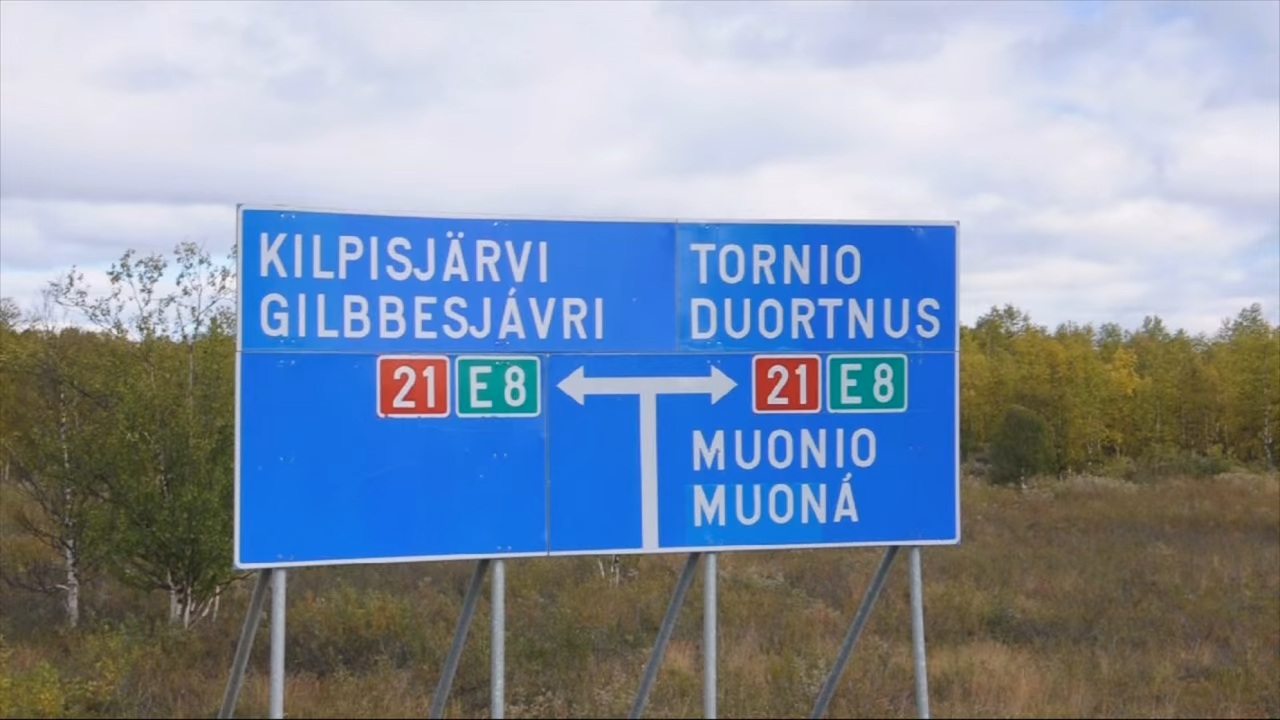 KILPISJÄRVI
GILBBESJÁVRI
21 E8
TORNIO
DUORTNUS
21 E8
MUONIO
MUONÁ